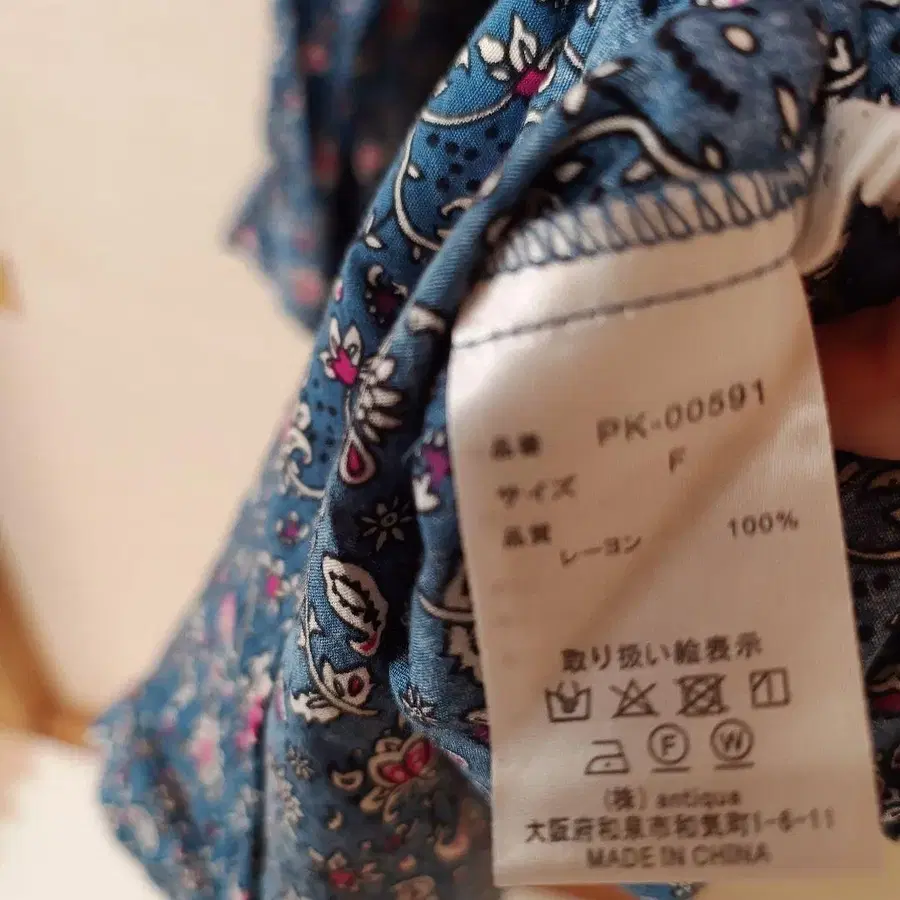 品番 PK-00591
サイズ F
品質
レーヨン 100%
取り扱い絵表示
F W
(株) antiqua
大阪府和泉市和気町1-6-11
MADE IN CHINA